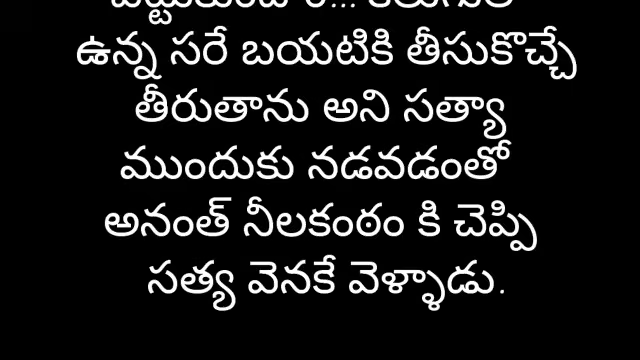 ఉన్న సరే బయటికి తీసుకొచ్చే
తీరుతాను అని సత్యా
ముందుకు నడవడంతో
అనంత్ నీలకంఠం కి చెప్పి
సత్య వెనకే వెళ్ళాడు.